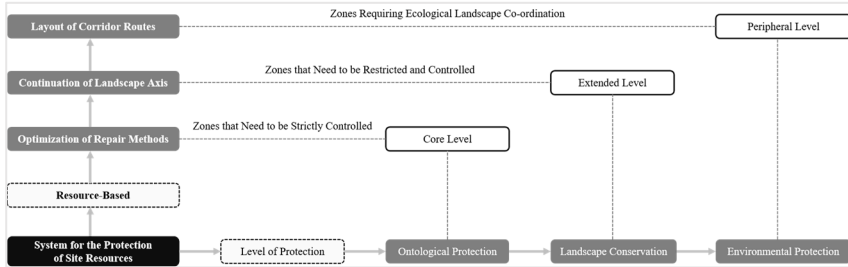 Zones Requiring Ecological Landscape Co-ordination
Layout of Corridor Routes
Peripheral Level
Zones that Need to be Restricted and Controlled
Continuation of Landscape Axis
Extended Level
Zones that Need to be Strictly Controlled
Optimization of Repair Methods
Core Level
Resource-Based
System for the Protection
of Site Resources
Level of Protection
Ontological Protection
Landscape Conservation
Environmental Protection